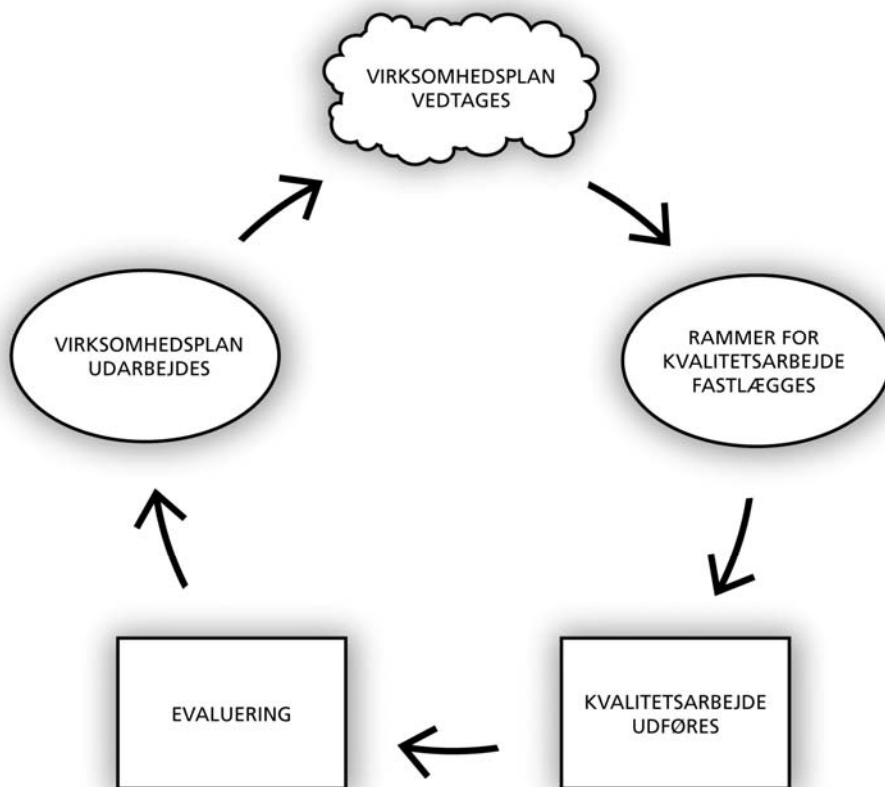 VIRKSOMHEDSPLAN
VEDTAGES
RAMMER FOR
KVALITETSARBEJDE
FASTLÆGGES
KVALITETSARBEJDE
UDFØRES
EVALUERING
VIRKSOMHEDSPLAN
UDARBEJDES